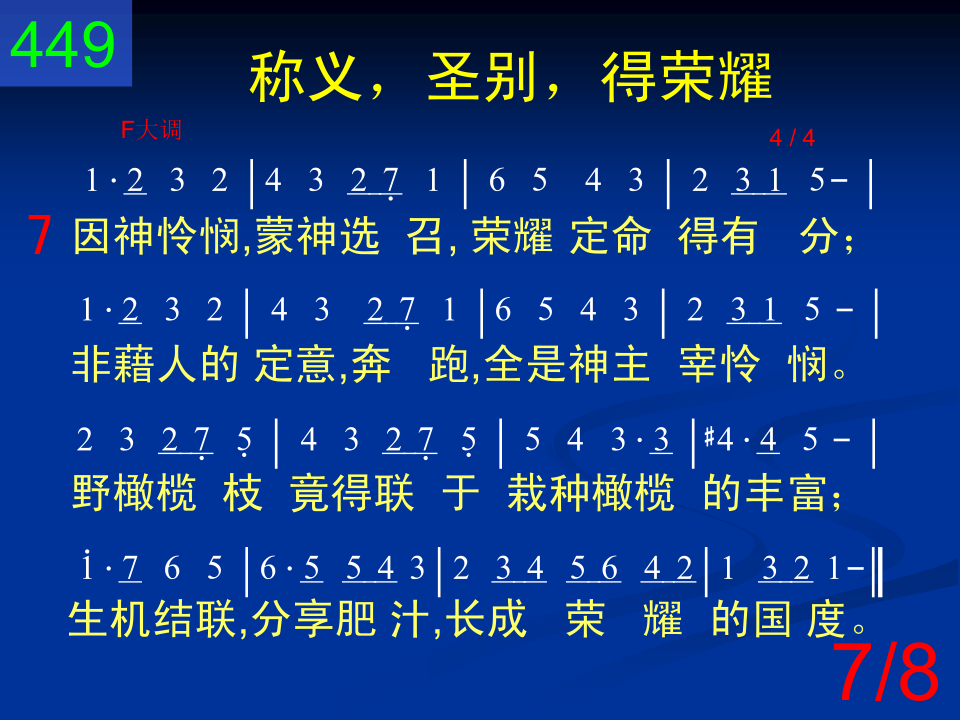 449
称义，圣别，得荣耀
F大调
4 / 4
1 · 2 3 2 | 4 3 2 7̣ 1 | 6 5 4 3 | 2 3 1 5 - |
7 因神怜悯,蒙神选 召, 荣耀 定命 得有 分；
1 · 2 3 2 | 4 3 2 7̣ 1 | 6 5 4 3 | 2 3 1 5 - |
非藉人的 定意,奔 跑,全是神主 宰怜 悯。
2 3 2 7̣ 5̣ | 4 3 2 7̣ 5̣ | 5 4 3 · 3 | ♯4 · 4 5 - |
野橄榄 枝 竟得联 于 栽种橄榄 的丰富；
1̇ · 7 6 5 | 6 · 5 5 4 3 | 2 3 4 5 6 4 2 | 1 3 2 1 - ‖
生机结联,分享肥 汁,长成 荣 耀 的国 度。
7/8